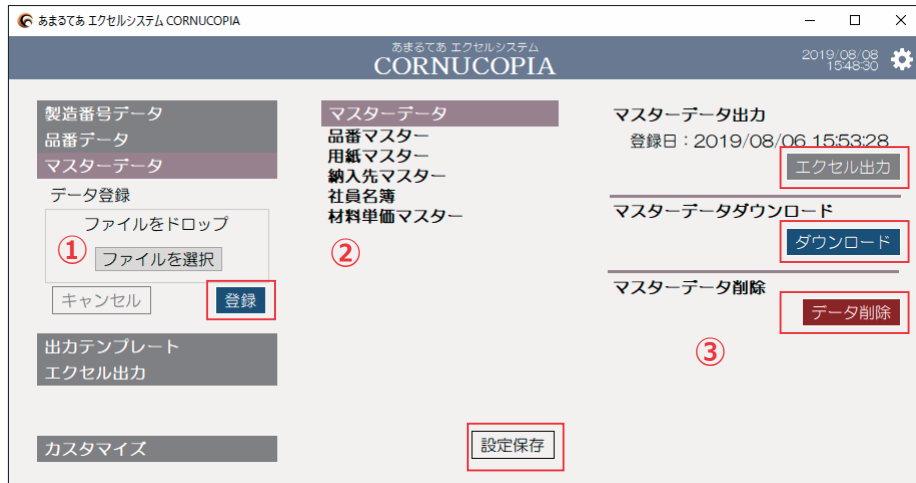 あまるてあ エクセルシステム CORNUCOPIA
あまるてあ エクセルシステム
CORNUCOPIA
2019/08/08
15:48:30
製造番号データ
品番データ
マスターデータ
データ登録
ファイルをドロップ
①
ファイルを選択
キャンセル
登録
出力テンプレート
エクセル出力
カスタマイズ
マスターデータ
品番マスター
用紙マスター
納入先マスター
社員名簿
材料単価マスター
②
設定保存
マスターデータ出力
登録日：2019/08/06 15:53:28
エクセル出力
マスターデータダウンロード
ダウンロード
マスターデータ削除
データ削除
③